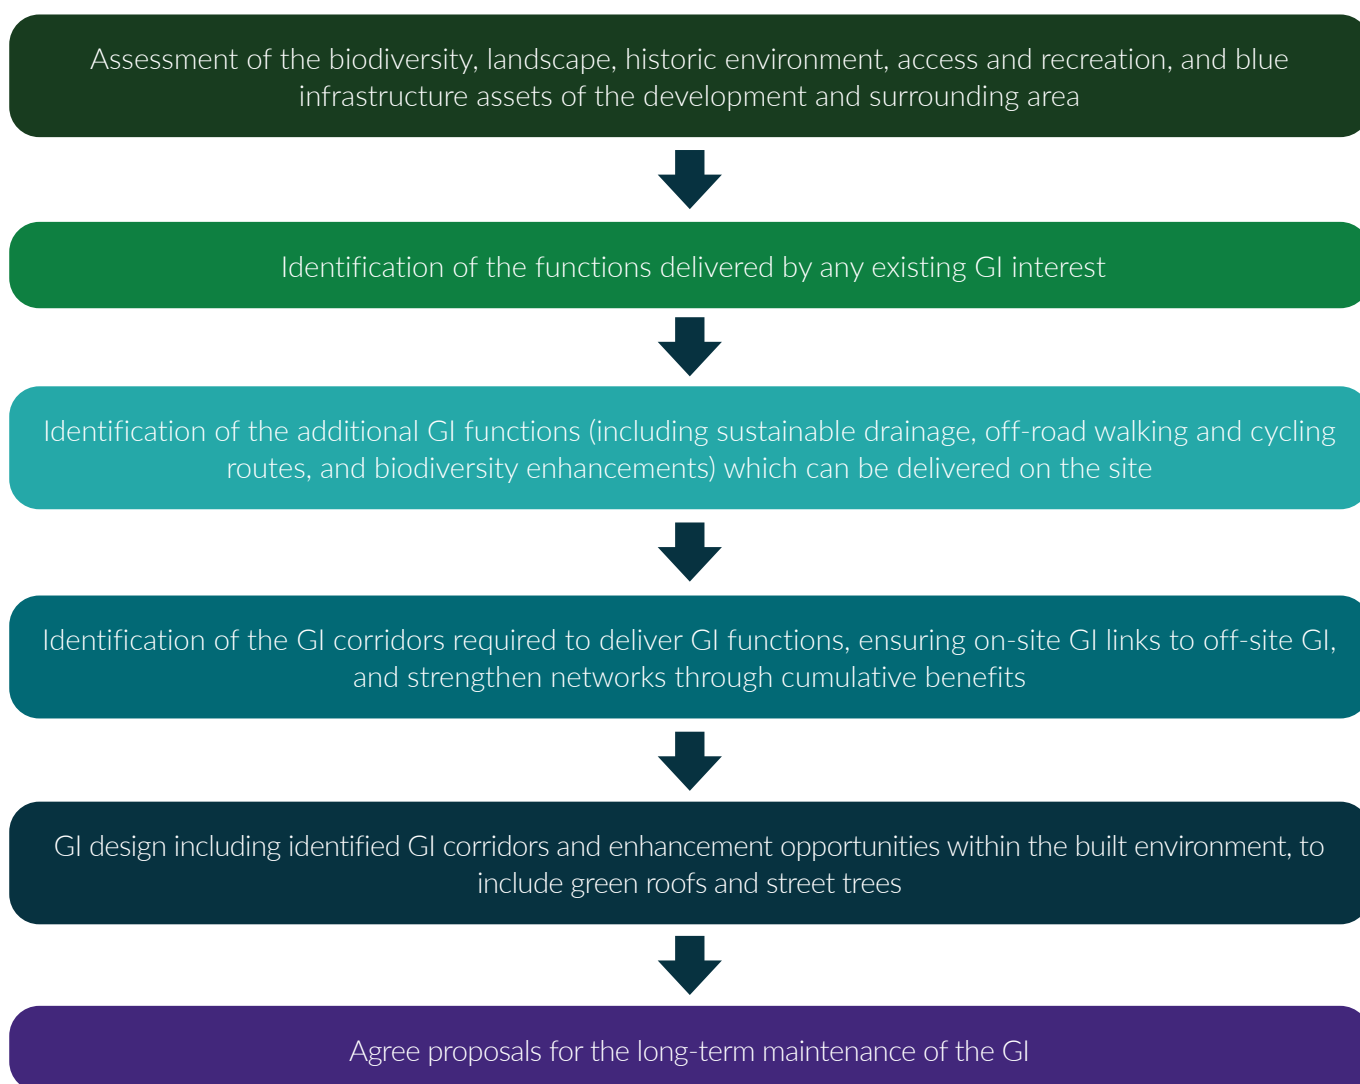 Assessment of the biodiversity, landscape, historic environment, access and recreation, and blue
infrastructure assets of the development and surrounding area
Identification of the functions delivered by any existing GI interest
Identification of the additional GI functions (including sustainable drainage, off-road walking and cycling
routes, and biodiversity enhancements) which can be delivered on the site
Identification of the GI corridors required to deliver GI functions, ensuring on-site GI links to off-site GI,
and strengthen networks through cumulative benefits
GI design including identified GI corridors and enhancement opportunities within the built environment, to
include green roofs and street trees
Agree proposals for the long-term maintenance of the GI